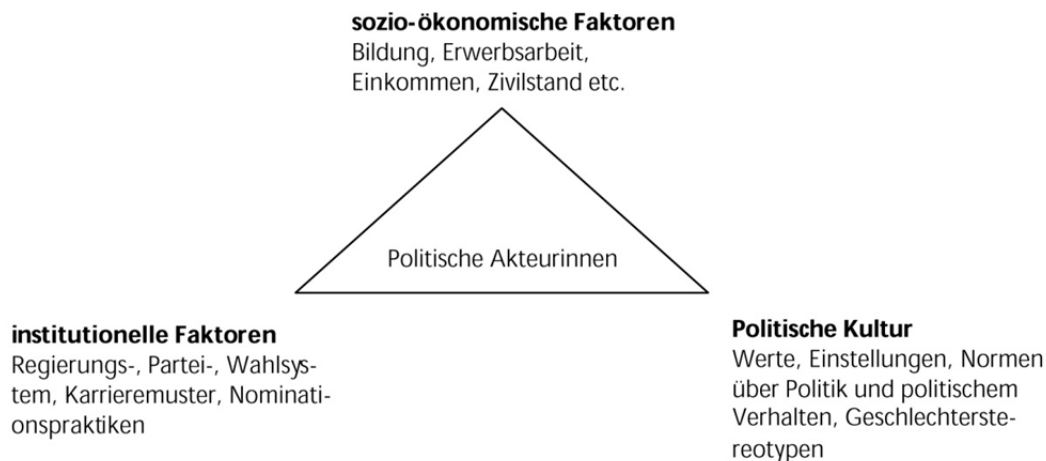 sozio-ökonomische Faktoren
Bildung, Erwerbsarbeit,
Einkommen, Zivilstand etc.
Politische Akteurinnen
institutionelle Faktoren
Regierungs-, Partei-, Wahlsys-
tem, Karrieremuster, Nominati-
onspraktiken
Politische Kultur
Werte, Einstellungen, Normen
über Politik und politischem
Verhalten, Geschlechterste-
reotypen